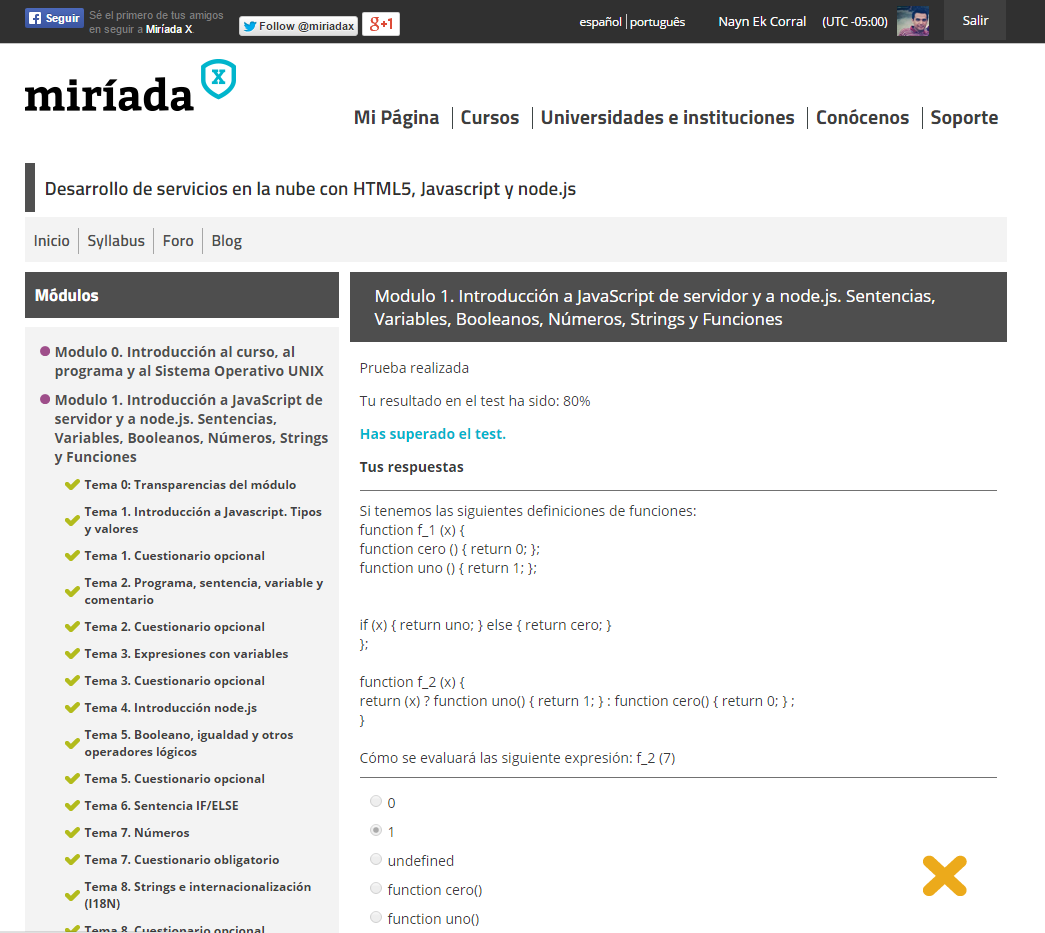 Seguir
Sé el primero de tus amigos
en seguir a Miríada X.
Follow @miriadax
g+1
español
português
Nayn Ek Corral
(UTC -05:00)
Salir
miríada
X
Mi Página
Cursos
Universidades e instituciones
Conócenos
Soporte
Desarrollo de servicios en la nube con HTML5, Javascript y node.js
Inicio
Syllabus
Foro
Blog
Módulos
Modulo 0. Introducción al curso, al
programa y al Sistema Operativo UNIX
Modulo 1. Introducción a JavaScript de
servidor y a node.js. Sentencias,
Variables, Booleanos, Números, Strings
y Funciones
Tema 0: Transparencias del módulo
Tema 1. Introducción a Javascript. Tipos
y valores
Tema 1. Cuestionario opcional
Tema 2. Programa, sentencia, variable y
comentario
Tema 2. Cuestionario opcional
Tema 3. Expresiones con variables
Tema 3. Cuestionario opcional
Tema 4. Introducción node.js
Tema 5. Booleano, igualdad y otros
operadores lógicos
Tema 5. Cuestionario opcional
Tema 6. Sentencia IF/ELSE
Tema 7. Números
Tema 7. Cuestionario obligatorio
Tema 8. Strings e internacionalización
(I18N)
Tema 8. Cuestionario opcional
Modulo 1. Introducción a JavaScript de servidor y a node.js. Sentencias,
Variables, Booleanos, Números, Strings y Funciones
Prueba realizada
Tu resultado en el test ha sido: 80%
Has superado el test.
Tus respuestas
Si tenemos las siguientes definiciones de funciones:
function f_1 (x) {
function cero () { return 0; };
function uno () { return 1; };
if (x) { return uno; } else { return cero; }
};
function f_2 (x) {
return (x) ? function uno() { return 1; } : function cero() { return 0; } ;
}
Cómo se evaluará las siguiente expresión: f_2 (7)
0
1
undefined
function cero()
function uno()